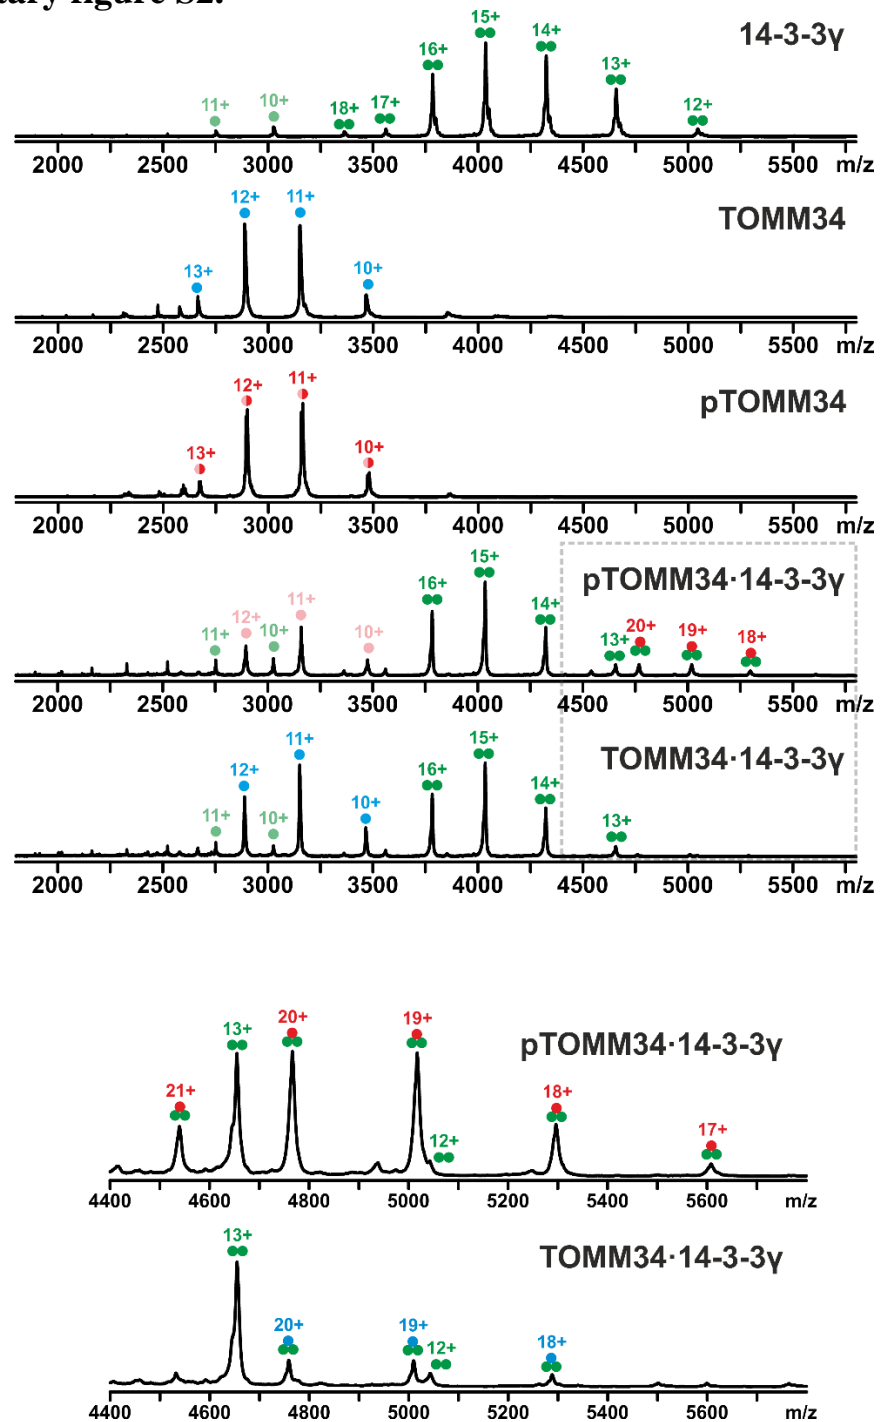 tary figure S2.
14-3-3γ
11+ 10+ 18+ 17+ 16+ 15+ 14+ 13+ 12+
2000 2500 3000 3500 4000 4500 5000 5500 m/z
TOMM34
13+ 12+ 11+ 10+
2000 2500 3000 3500 4000 4500 5000 5500 m/z
pTOMM34
13+ 12+ 11+ 10+
2000 2500 3000 3500 4000 4500 5000 5500 m/z
pTOMM34·14-3-3γ
11+ 12+ 10+ 11+ 10+ 16+ 15+ 14+ 13+ 20+ 19+ 18+
2000 2500 3000 3500 4000 4500 5000 5500 m/z
TOMM34·14-3-3γ
11+ 12+ 10+ 11+ 10+ 16+ 15+ 14+ 13+
2000 2500 3000 3500 4000 4500 5000 5500 m/z
pTOMM34·14-3-3γ
21+ 13+ 20+ 19+ 12+ 18+ 17+
4400 4600 4800 5000 5200 5400 5600 m/z
TOMM34·14-3-3γ
13+ 20+ 19+ 12+ 18+
4400 4600 4800 5000 5200 5400 5600 m/z